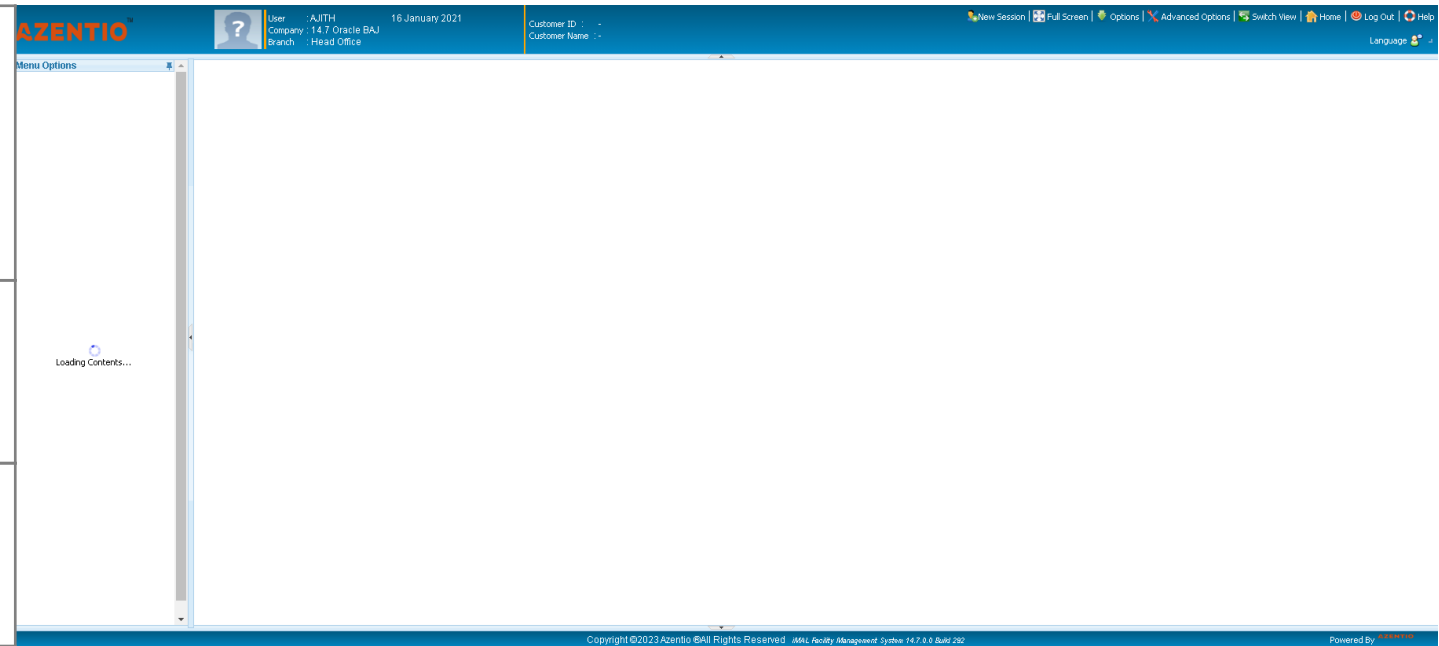 AZENTIO™
User : AJITH 16 January 2021
Company : 14.7 Oracle BAJ
Branch : Head Office
Customer ID : -
Customer Name : -
New Session | Full Screen | Options | Advanced Options | Switch View | Home | Log Out | Help
Language
Menu Options
Loading Contents...
Copyright ©2023 Azentio ®All Rights Reserved iMAL Facility Management System 14.7.0.0 Build 292
Powered By AZENTIO